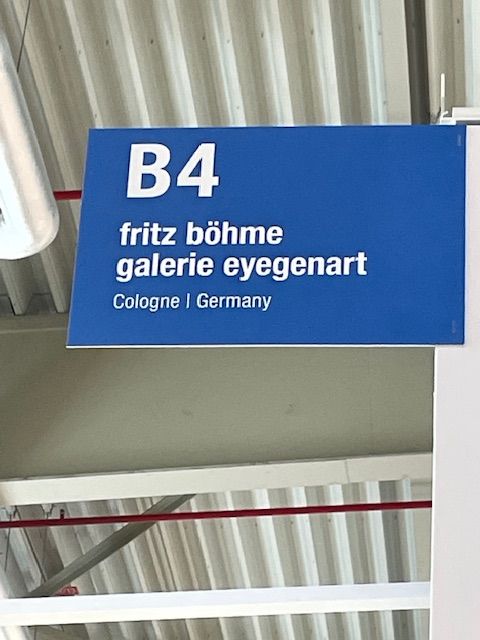 B4
fritz böhme
galerie eyegenart
Cologne | Germany